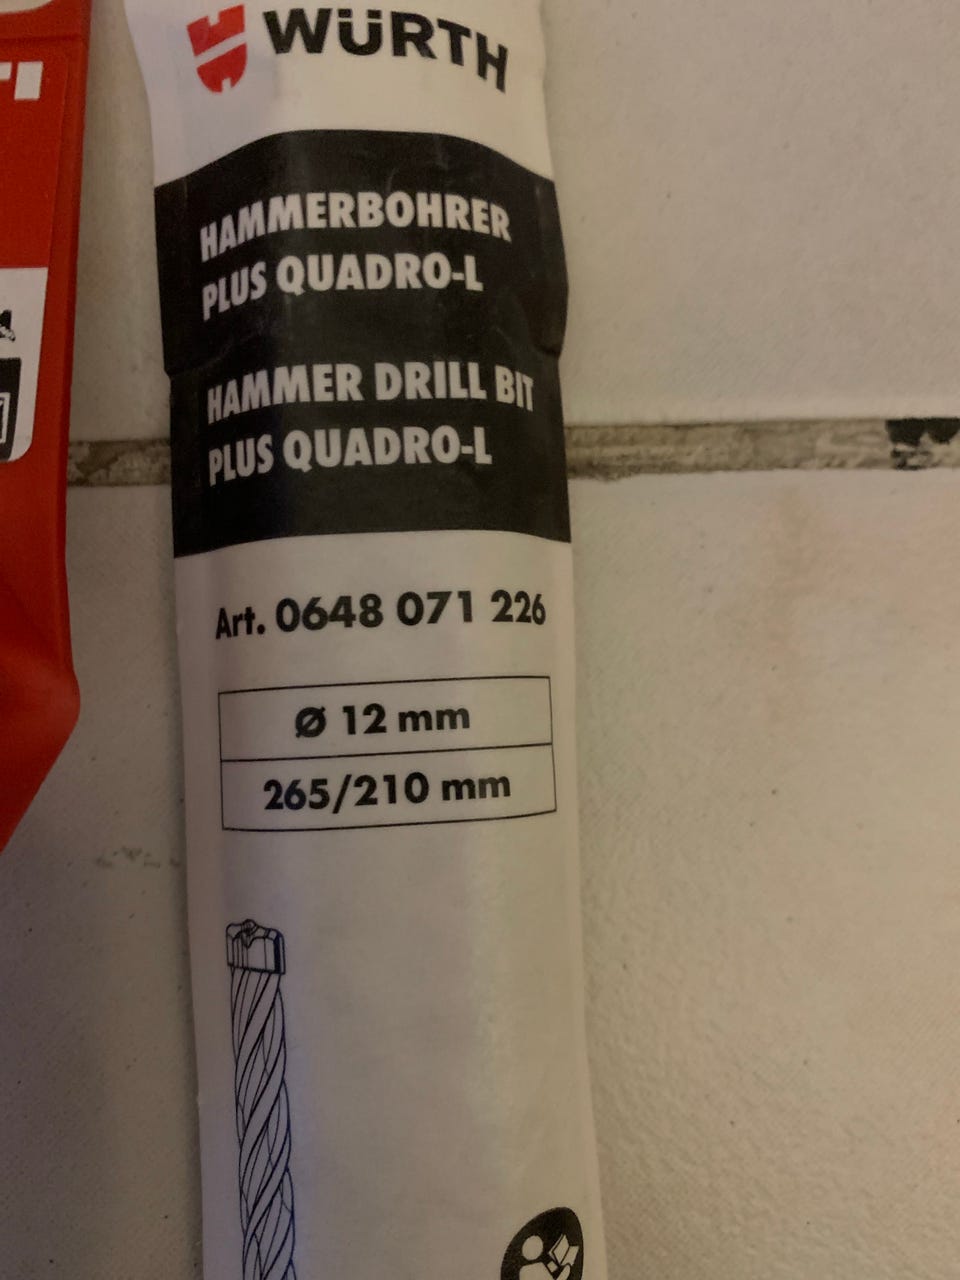 WÜRTH
HAMMERBOHRER
PLUS QUADRO-L
HAMMER DRILL BIT
PLUS QUADRO-L
Art. 0648 071 226
Ø 12 mm
265/210 mm